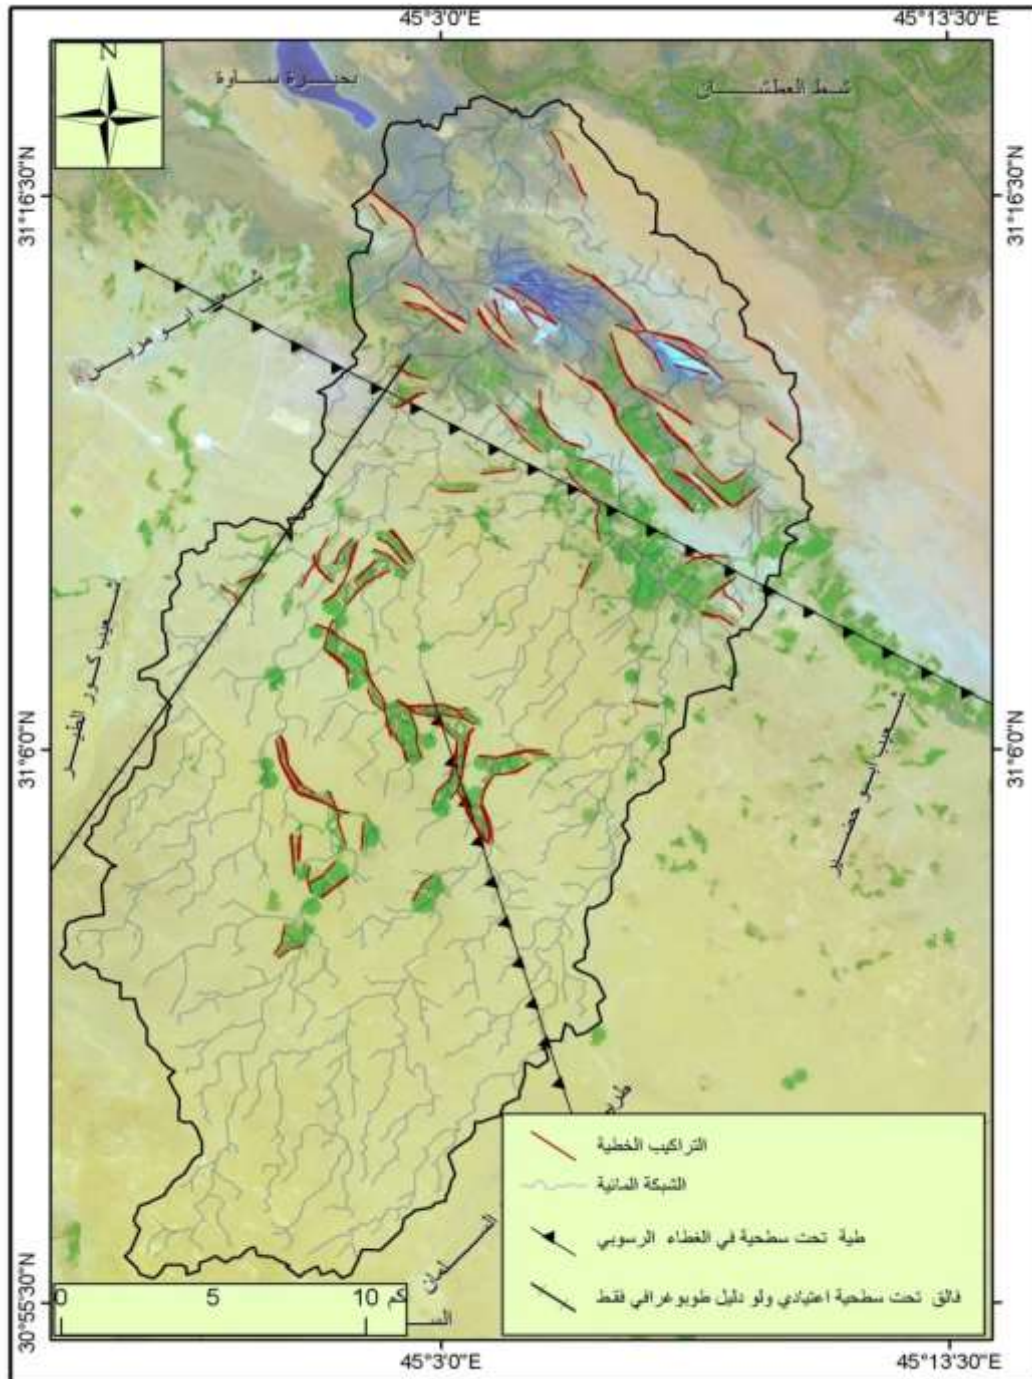 45°3'0"E
45°13'30"E
N
بحيرة ساوة
شط العطشان
31°16'30"N
31°16'30"N
شعيب ابو مريس
شعيب كور الطير
شعيب ابو خضير
31°6'0"N
31°6'0"N
التراكيب الخطية
الشبكة المائية
طية تحت سطحية في الغطاء الرسوبي
فالق تحت سطحية اعتيادي ولو دليل طوبوغرافي فقط
0 5 10 كم
30°55'30"N
45°3'0"E
45°13'30"E